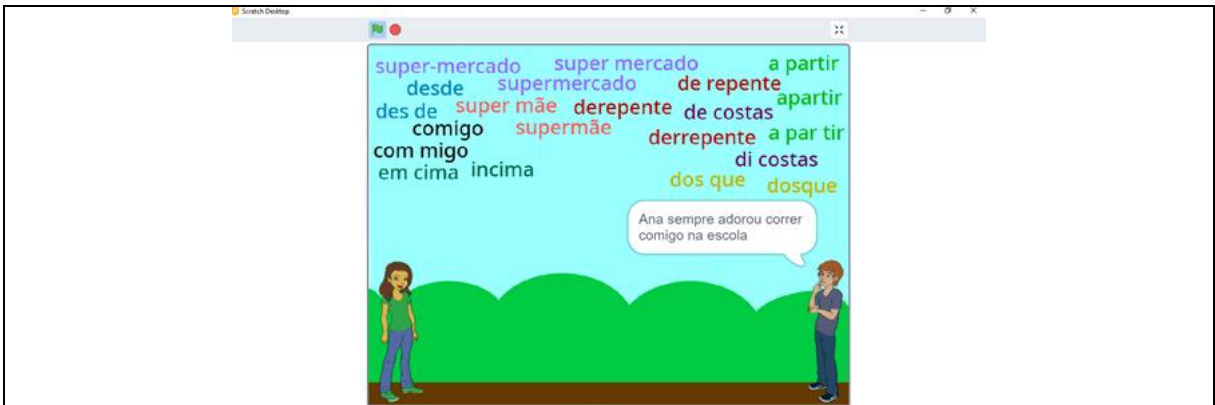 Scratch Desktop
super-mercado super mercado a partir
desde supermercado de repente
des de super mãe derepente de costas apartir
comigo supermãe derrepente a par tir
com migo di costas
em cima incima dos que dosque
Ana sempre adorou correr
comigo na escola